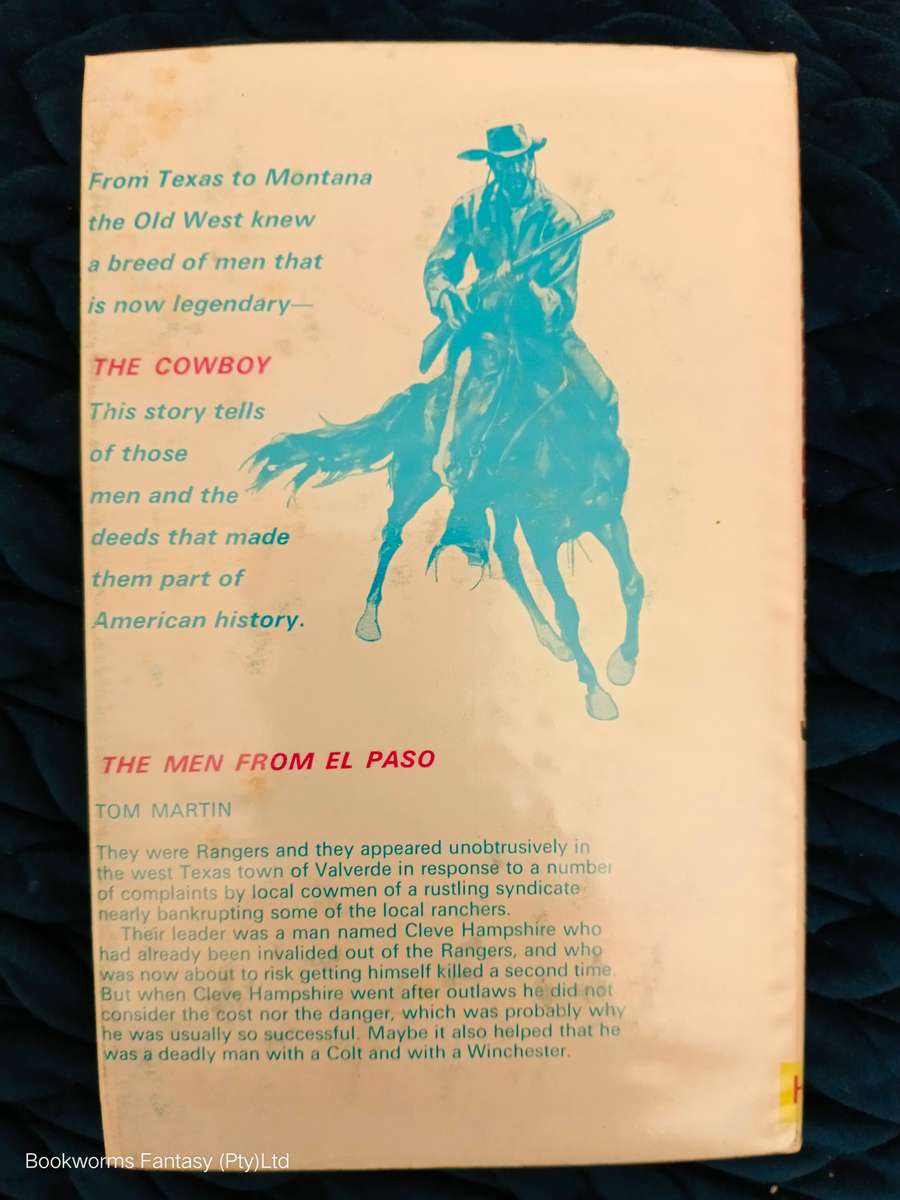 From Texas to Montana
the Old West knew
a breed of men that
is now legendary—
THE COWBOY
This story tells
of those
men and the
deeds that made
them part of
American history.
THE MEN FROM EL PASO
TOM MARTIN
They were Rangers and they appeared unobtrusively in
the west Texas town of Valverde in response to a number
of complaints by local cowmen of a rustling syndicate
nearly bankrupting some of the local ranchers.
Their leader was a man named Cleve Hampshire who
had already been invalided out of the Rangers, and who
was now about to risk getting himself killed a second time.
But when Cleve Hampshire went after outlaws he did not
consider the cost nor the danger, which was probably why
he was usually so successful. Maybe it also helped that he
was a deadly man with a Colt and with a Winchester.
H
Bookworms Fantasy (Pty)Ltd